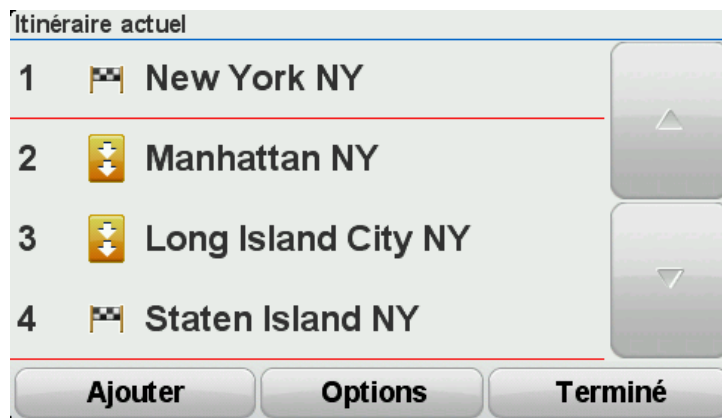 Itinéraire actuel
1 New York NY
2 Manhattan NY
3 Long Island City NY
4 Staten Island NY
Ajouter Options Terminé